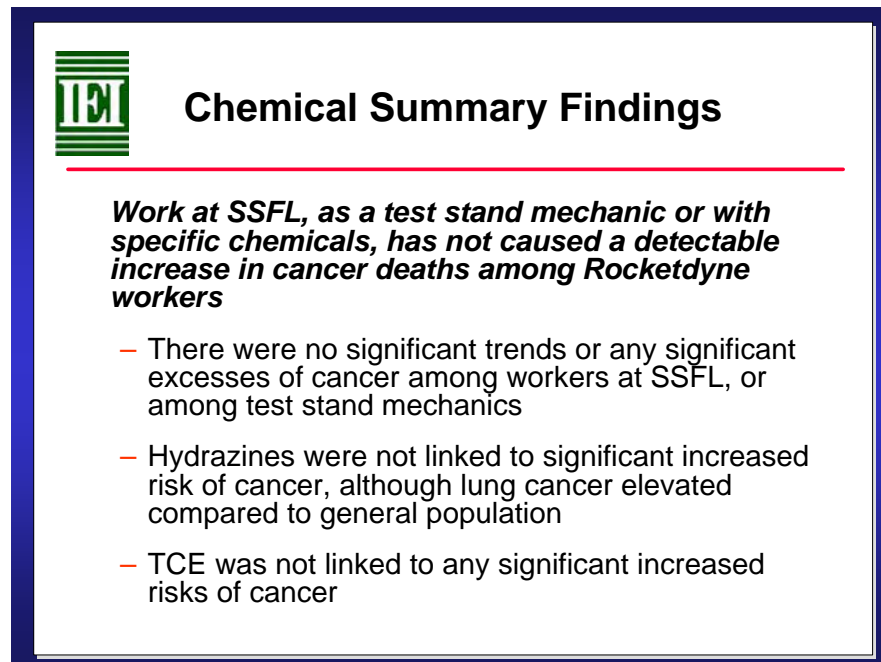 IEI
Chemical Summary Findings
Work at SSFL, as a test stand mechanic or with
specific chemicals, has not caused a detectable
increase in cancer deaths among Rocketdyne
workers
– There were no significant trends or any significant
excesses of cancer among workers at SSFL, or
among test stand mechanics
– Hydrazines were not linked to significant increased
risk of cancer, although lung cancer elevated
compared to general population
– TCE was not linked to any significant increased
risks of cancer